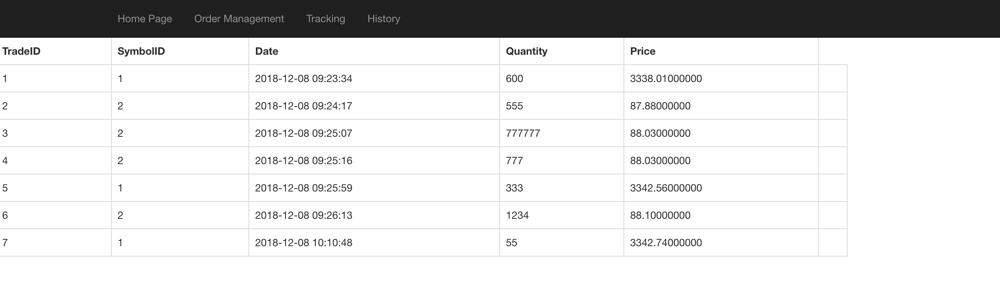 Home Page Order Management Tracking History
TradeID SymbolID Date Quantity Price
1 1 2018-12-08 09:23:34 600 3338.01000000
2 2 2018-12-08 09:24:17 555 87.88000000
3 2 2018-12-08 09:25:07 777777 88.03000000
4 2 2018-12-08 09:25:16 777 88.03000000
5 1 2018-12-08 09:25:59 333 3342.56000000
6 2 2018-12-08 09:26:13 1234 88.10000000
7 1 2018-12-08 10:10:48 55 3342.74000000